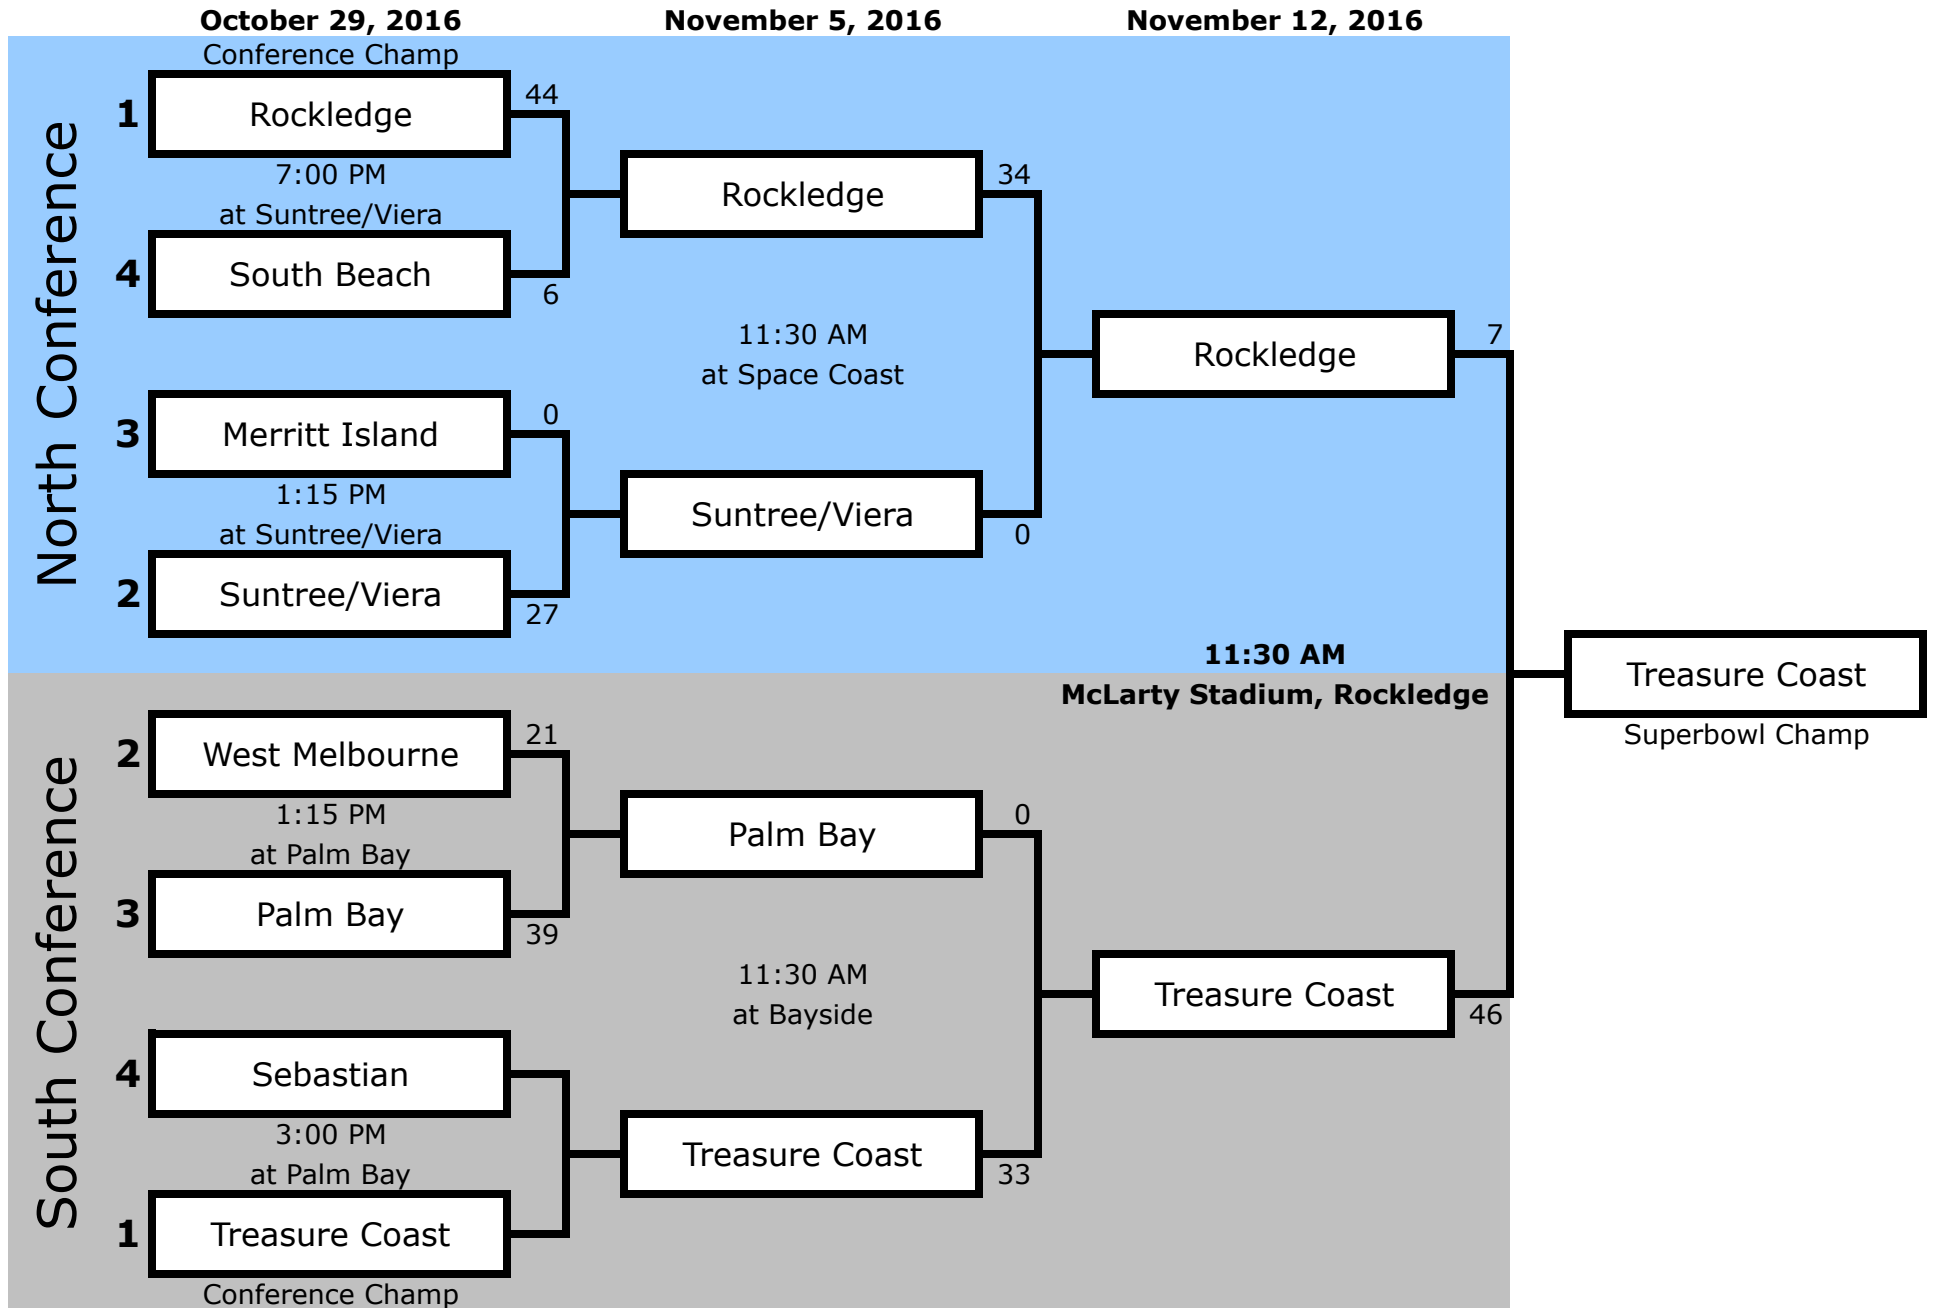 October 29, 2016
November 5, 2016
November 12, 2016
North Conference
Conference Champ
1
Rockledge
44
7:00 PM
at Suntree/Viera
4
South Beach
6
3
Merritt Island
0
1:15 PM
at Suntree/Viera
2
Suntree/Viera
27
Rockledge
34
11:30 AM
at Space Coast
Suntree/Viera
0
Rockledge
7
11:30 AM
McLarty Stadium, Rockledge
South Conference
2
West Melbourne
21
1:15 PM
at Palm Bay
3
Palm Bay
39
4
Sebastian
3:00 PM
at Palm Bay
1
Treasure Coast
Conference Champ
Palm Bay
0
11:30 AM
at Bayside
Treasure Coast
33
Treasure Coast
46
Treasure Coast
Superbowl Champ